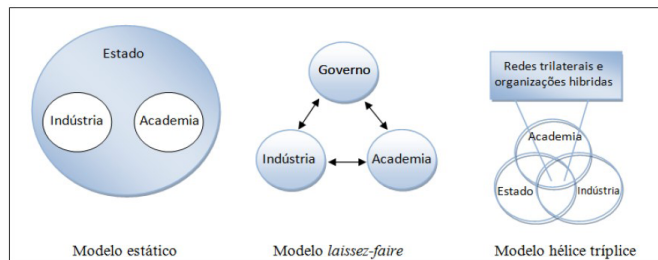 Estado
Indústria
Academia
Governo
Indústria
Academia
Redes trilaterais e
organizações hibridas
Academia
Estado
Indústria
Modelo estático
Modelo laissez-faire
Modelo hélice tríplice